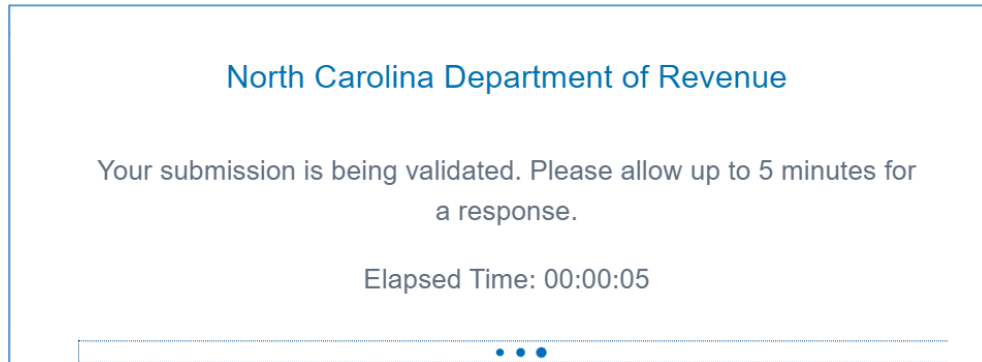 North Carolina Department of Revenue
Your submission is being validated. Please allow up to 5 minutes for
a response.
Elapsed Time: 00:00:05